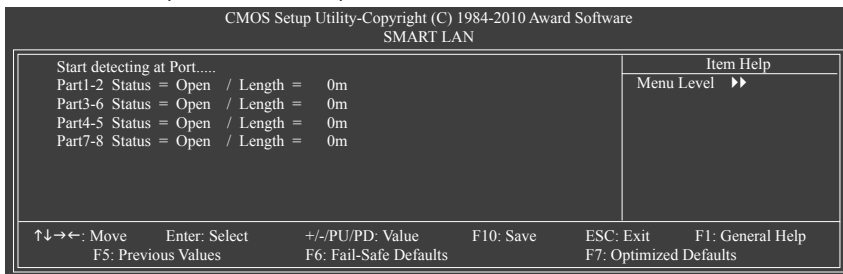 CMOS Setup Utility-Copyright (C) 1984-2010 Award Software
SMART LAN
Start detecting at Port.....
Part1-2 Status = Open / Length = 0m
Part3-6 Status = Open / Length = 0m
Part4-5 Status = Open / Length = 0m
Part7-8 Status = Open / Length = 0m
Item Help
Menu Level ▶▶
↑↓→←: Move Enter: Select +/-/PU/PD: Value F10: Save ESC: Exit F1: General Help
F5: Previous Values F6: Fail-Safe Defaults F7: Optimized Defaults